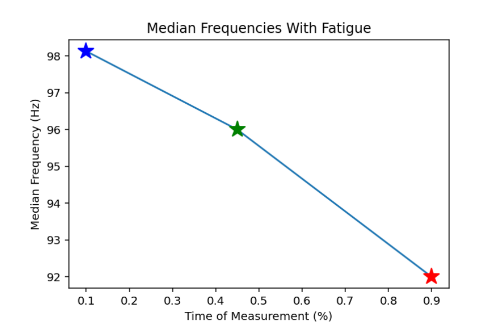 Median Frequencies With Fatigue
98
97
96
95
94
93
92
Median Frequency (Hz)
0.1 0.2 0.3 0.4 0.5 0.6 0.7 0.8 0.9
Time of Measurement (%)